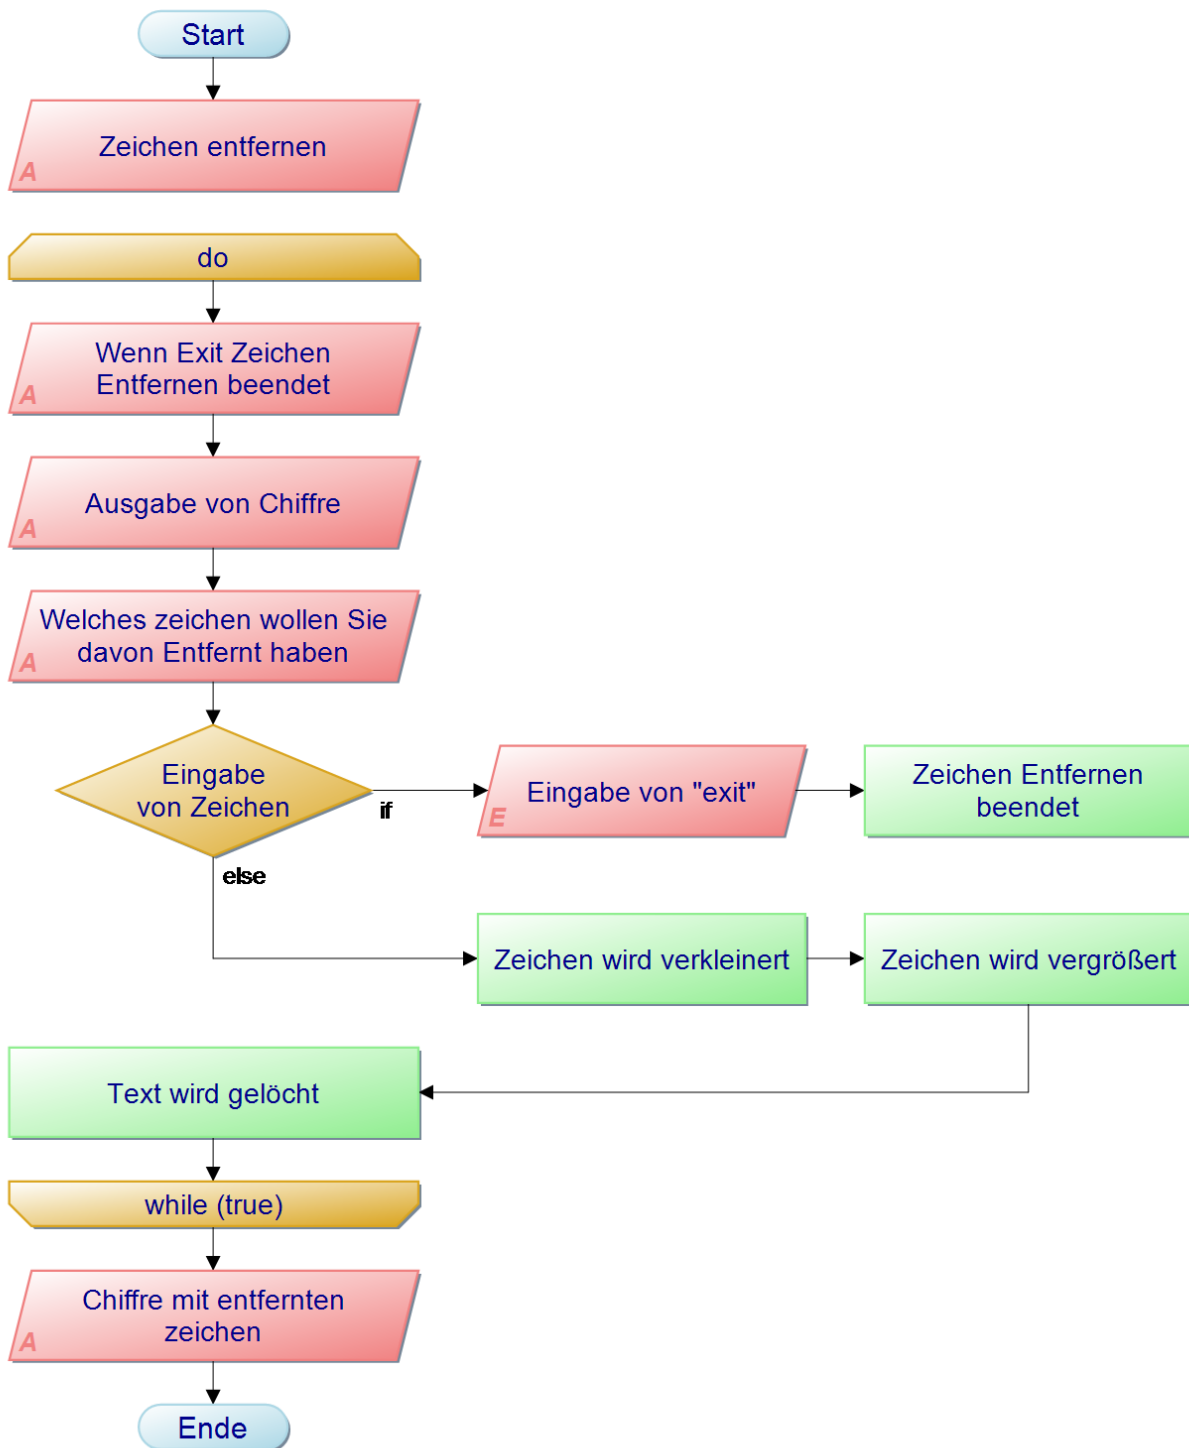 Start
Zeichen entfernen
A
do
Wenn Exit Zeichen
Entfernen beendet
A
Ausgabe von Chiffre
A
Welches zeichen wollen Sie
davon Entfernt haben
A
Eingabe
von Zeichen
if
Eingabe von "exit"
E
Zeichen Entfernen
beendet
else
Zeichen wird verkleinert
Zeichen wird vergrößert
Text wird gelöcht
while (true)
Chiffre mit entfernten
zeichen
A
Ende